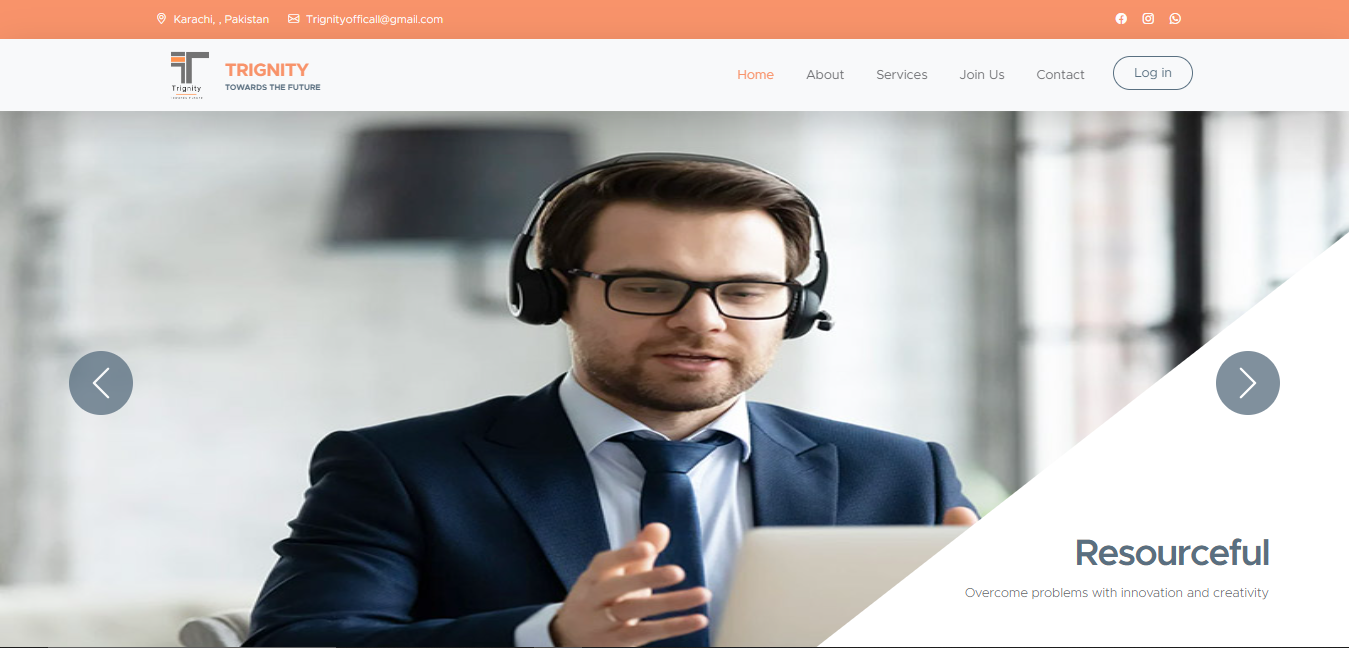 Karachi, , Pakistan
Trignityofficall@gmail.com
Trignity
TRIGNITY
TOWARDS THE FUTURE
Home
About
Services
Join Us
Contact
Log in
Resourceful
Overcome problems with innovation and creativity